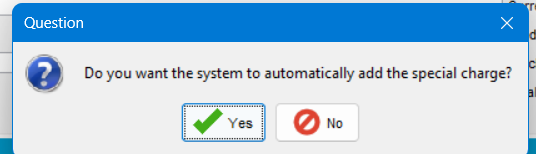 Question
Do you want the system to automatically add the special charge?
Yes
No